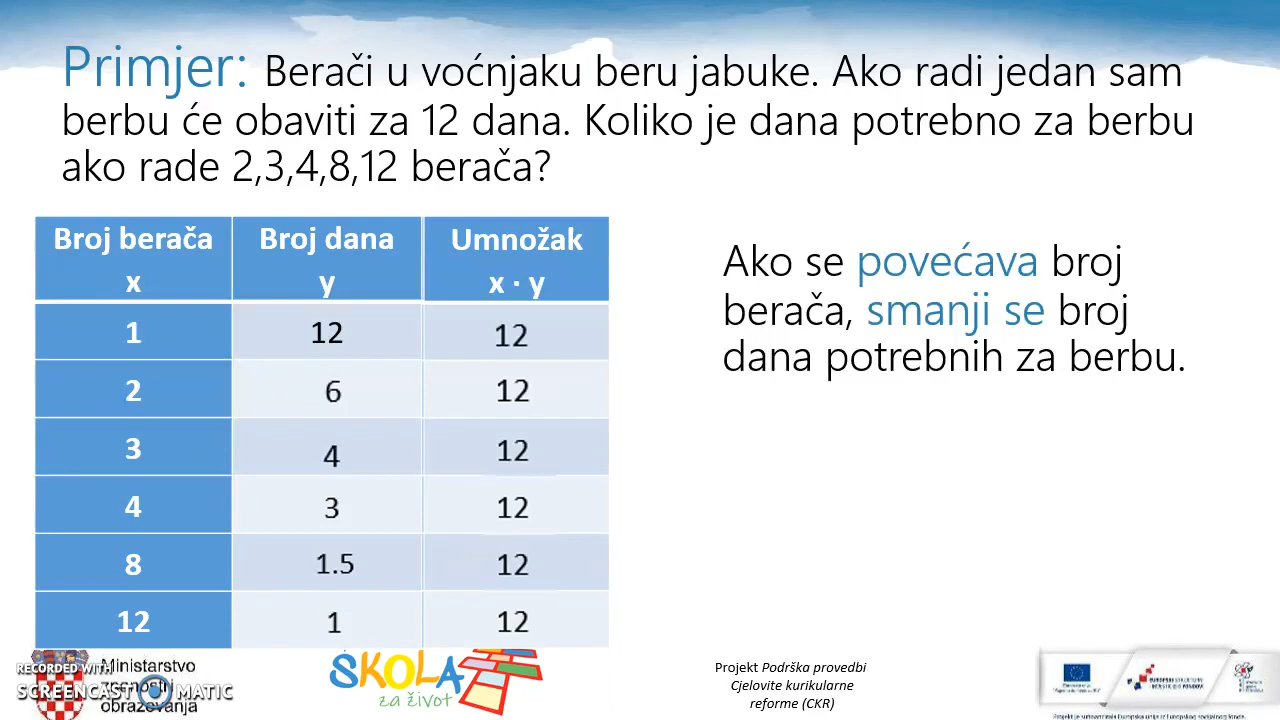 Primjer: Berači u voćnjaku beru jabuke. Ako radi jedan sam
berbu će obaviti za 12 dana. Koliko je dana potrebno za berbu
ako rade 2,3,4,8,12 berača?
Broj berača x
Broj dana y
Umnožak x · y
1 12 12
2 6 12
3 4 12
4 3 12
8 1.5 12
12 1 12
Ako se povećava broj
berača, smanji se broj
dana potrebnih za berbu.
RECORDED WITH
SCREENCAST MATIC
Ministarstvo
obrazovanja
ŠKOLA
za život
Projekt Podrška provedbi
Cjelovite kurikularne
reforme (CKR)